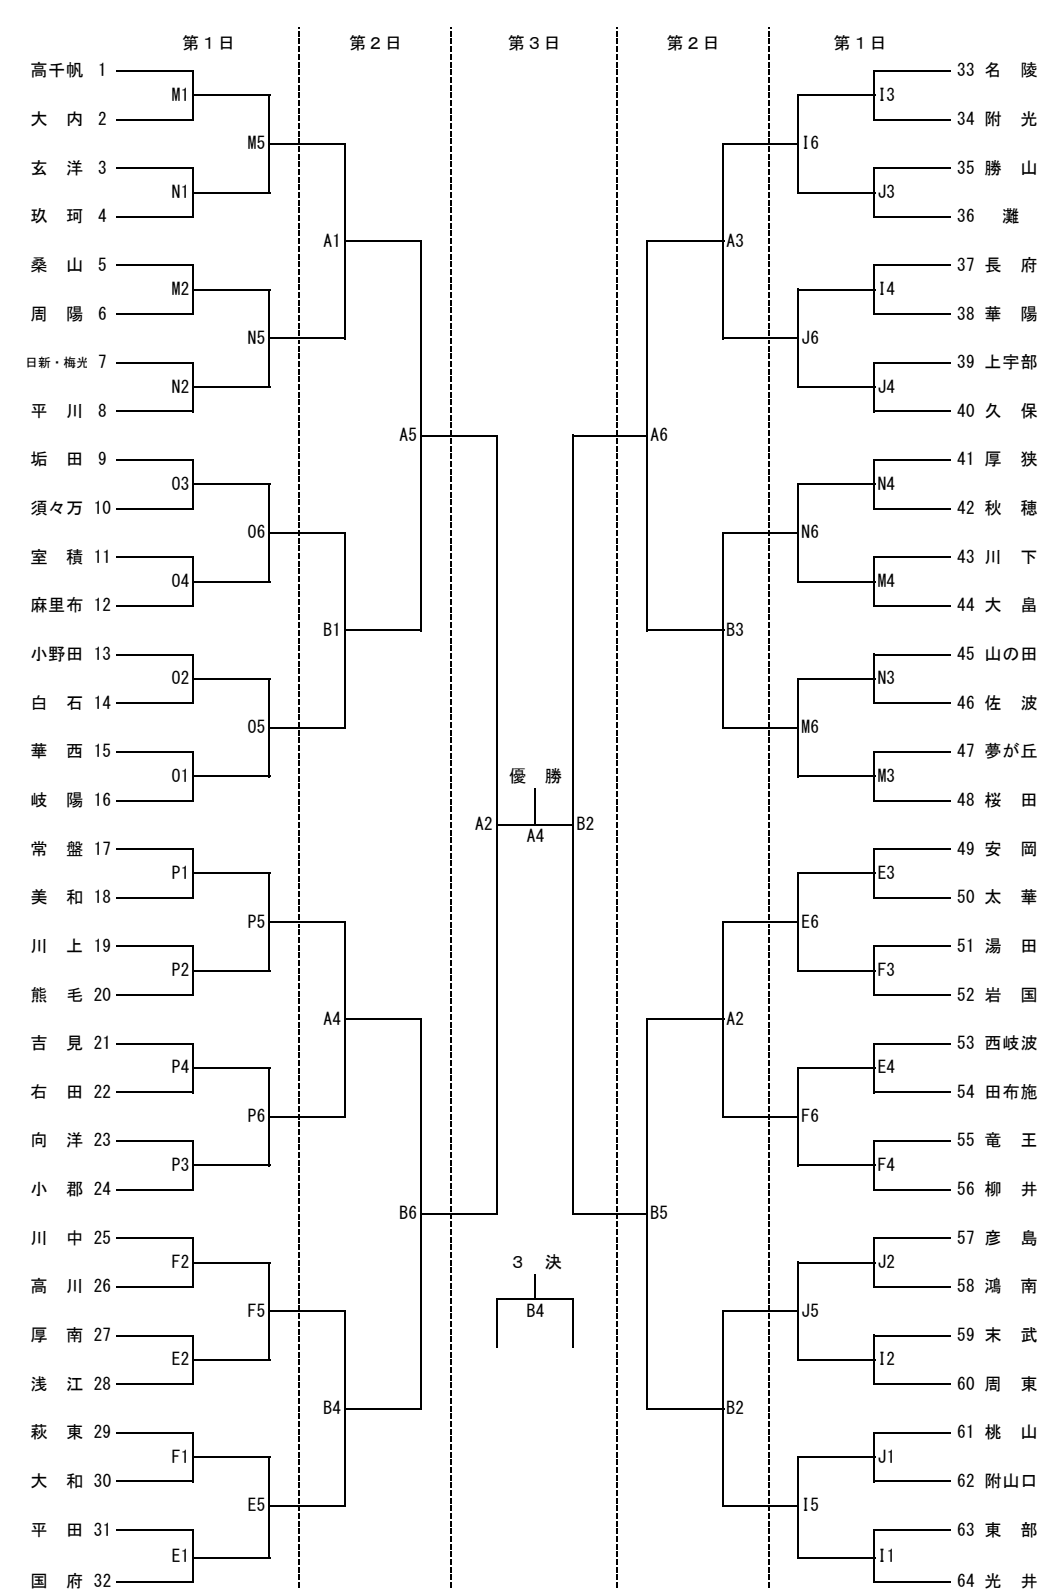 第１日 第２日 第３日 第２日 第１日
高千帆 1 33 名 陵
M1 I3
大 内 2 34 附 光
M5 I6
玄 洋 3 35 勝 山
N1 J3
玖 珂 4 36 灘
A1 A3
桑 山 5 37 長 府
M2 I4
周 陽 6 38 華 陽
N5 J6
日新・梅光 7 39 上宇部
N2 J4
平 川 8 40 久 保
A5 A6
垢 田 9 41 厚 狭
O3 N4
須々万 10 42 秋 穂
O6 N6
室 積 11 43 川 下
O4 M4
麻里布 12 44 大 畠
B1 B3
小野田 13 45 山の田
O2 N3
白 石 14 46 佐 波
O5 M6
華 西 15 47 夢が丘
O1 優 勝 M3
岐 陽 16 48 桜 田
A2 A4 B2
常 盤 17 49 安 岡
P1 E3
美 和 18 50 太 華
P5 E6
川 上 19 51 湯 田
P2 F3
熊 毛 20 52 岩 国
A4 A2
吉 見 21 53 西岐波
P4 E4
右 田 22 54 田布施
P6 F6
向 洋 23 55 竜 王
P3 F4
小 郡 24 56 柳 井
B6 B5
川 中 25 57 彦 島
F2 ３ 決 J2
高 川 26 58 鴻 南
F5 B4 J5
厚 南 27 59 末 武
E2 I2
浅 江 28 60 周 東
B4 B2
萩 東 29 61 桃 山
F1 J1
大 和 30 62 附山口
E5 I5
平 田 31 63 東 部
E1 I1
国 府 32 64 光 井